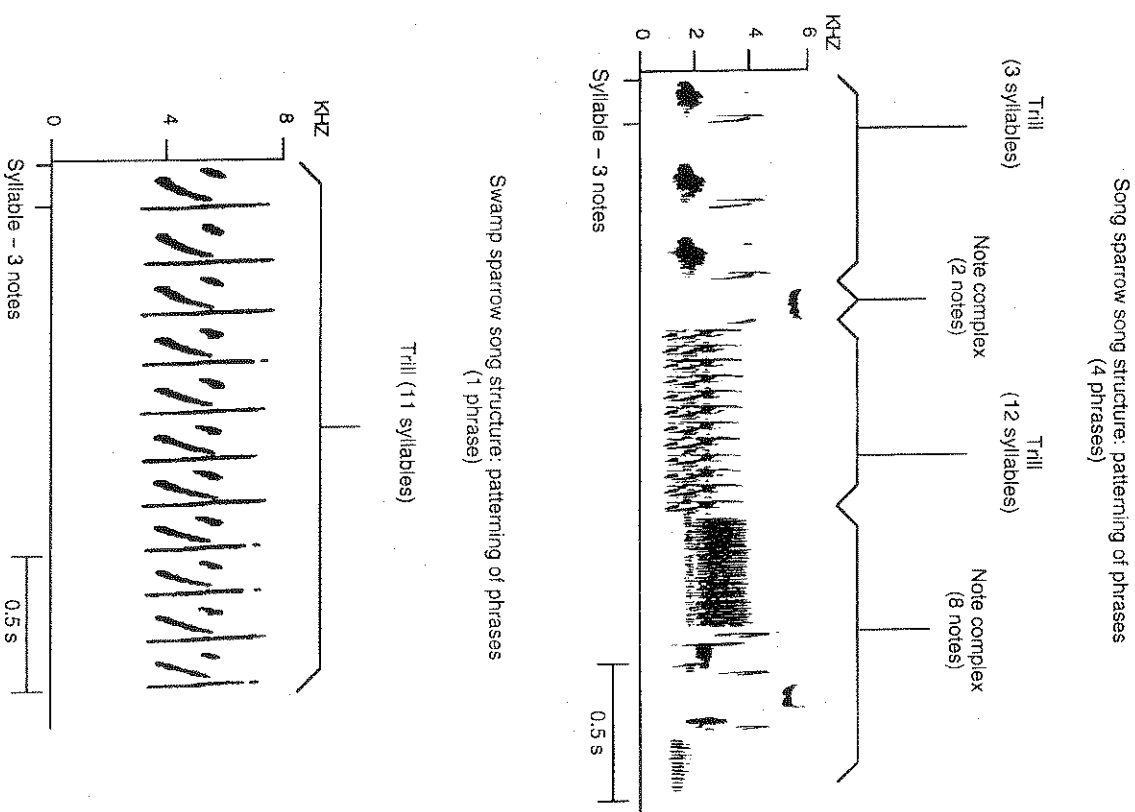 Song sparrow song structure: patterning of phrases
(4 phrases)
Trill
(3 syllables)
Note complex
(2 notes)
Trill
(12 syllables)
Note complex
(8 notes)
KHZ
6
4
2
0
Syllable – 3 notes
0.5 s
Swamp sparrow song structure: patterning of phrases
(1 phrase)
Trill (11 syllables)
KHZ
8
4
0
Syllable – 3 notes
0.5 s